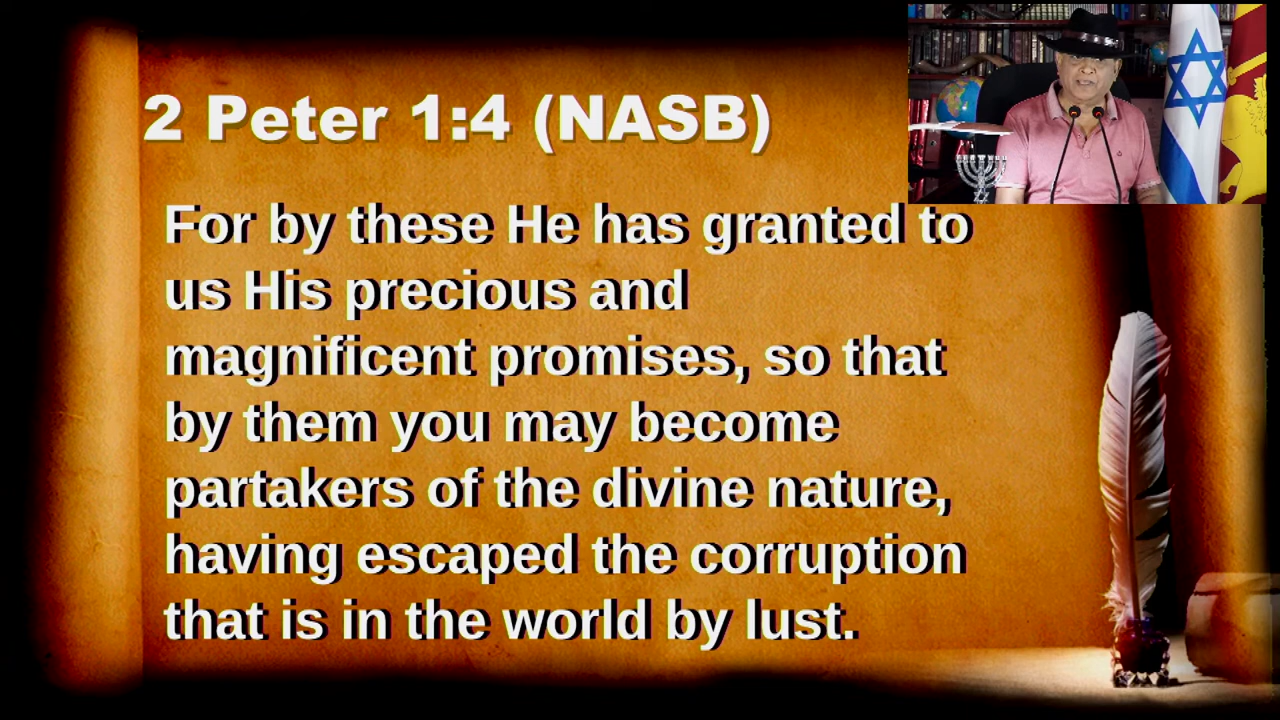 2 Peter 1:4 (NASB)
For by these He has granted to
us His precious and
magnificent promises, so that
by them you may become
partakers of the divine nature,
having escaped the corruption
that is in the world by lust.